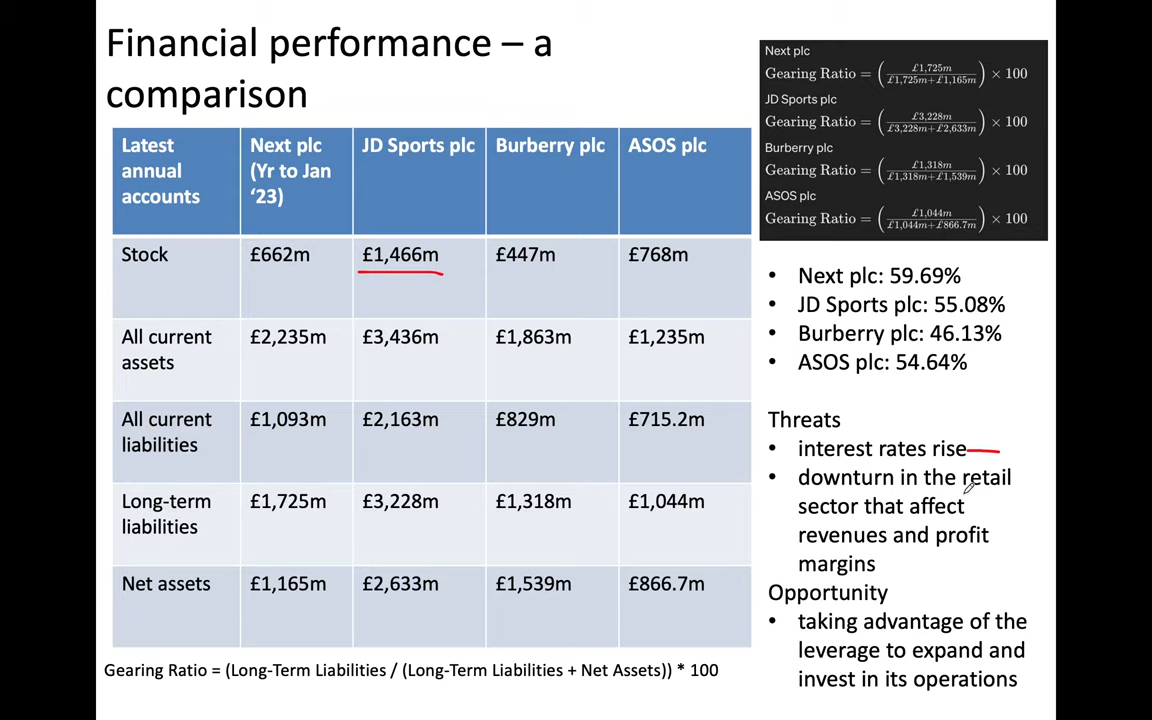 Financial performance – a
comparison
Latest annual accounts | Next plc (Yr to Jan ‘23) | JD Sports plc | Burberry plc | ASOS plc
Stock | £662m | £1,466m | £447m | £768m
All current assets | £2,235m | £3,436m | £1,863m | £1,235m
All current liabilities | £1,093m | £2,163m | £829m | £715.2m
Long-term liabilities | £1,725m | £3,228m | £1,318m | £1,044m
Net assets | £1,165m | £2,633m | £1,539m | £866.7m
Gearing Ratio = (Long-Term Liabilities / (Long-Term Liabilities + Net Assets)) * 100
Next plc
Gearing Ratio = (£1,725m / £1,725m+£1,165m) × 100
JD Sports plc
Gearing Ratio = (£3,228m / £3,228m+£2,633m) × 100
Burberry plc
Gearing Ratio = (£1,318m / £1,318m+£1,539m) × 100
ASOS plc
Gearing Ratio = (£1,044m / £1,044m+£866.7m) × 100
• Next plc: 59.69%
• JD Sports plc: 55.08%
• Burberry plc: 46.13%
• ASOS plc: 54.64%
Threats
• interest rates rise
• downturn in the retail
sector that affect
revenues and profit
margins
Opportunity
• taking advantage of the
leverage to expand and
invest in its operations